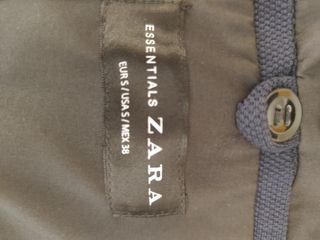 ESSENTIALS
ZARA
EUR S / USA S / MEX 38